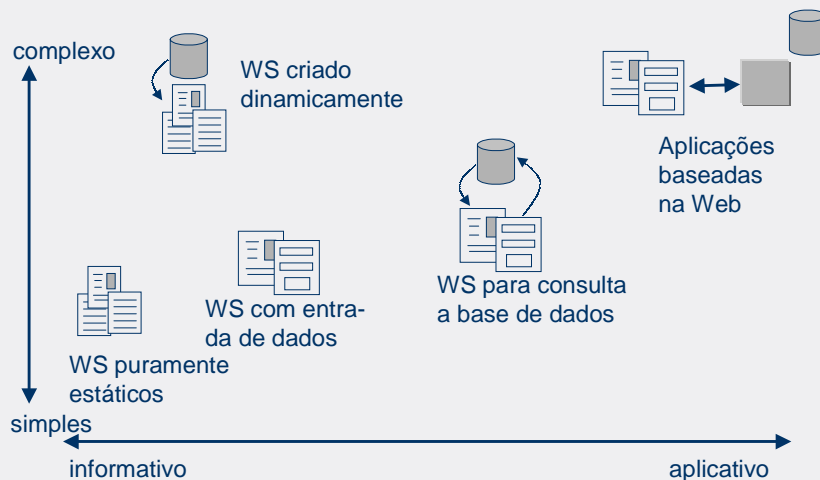 complexo
WS criado
dinamicamente
Aplicações
baseadas
na Web
WS para consulta
a base de dados
WS com entra-
da de dados
WS puramente
estáticos
simples
informativo
aplicativo